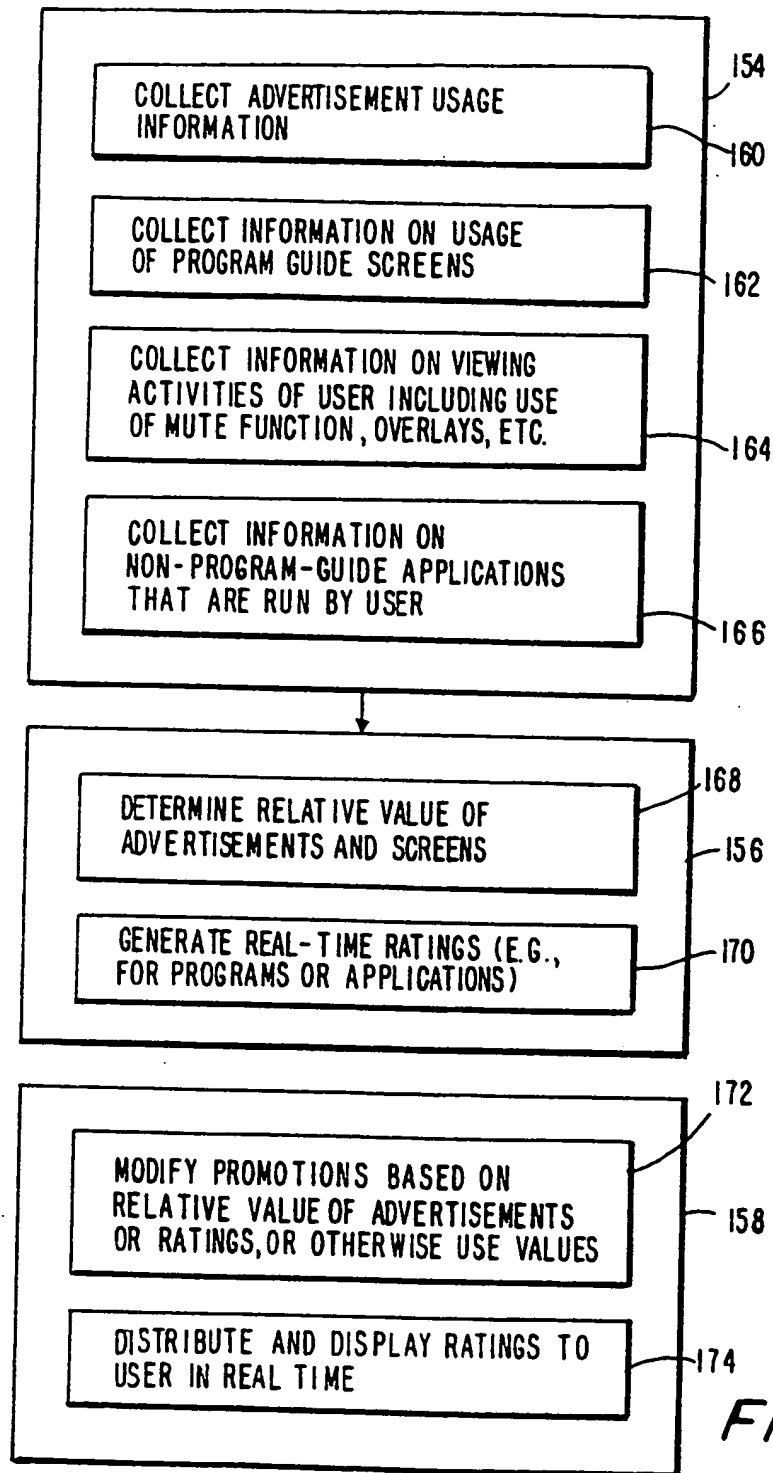 COLLECT ADVERTISEMENT USAGE
INFORMATION
154
160
COLLECT INFORMATION ON USAGE
OF PROGRAM GUIDE SCREENS
162
COLLECT INFORMATION ON VIEWING
ACTIVITIES OF USER INCLUDING USE
OF MUTE FUNCTION, OVERLAYS, ETC.
164
COLLECT INFORMATION ON
NON-PROGRAM-GUIDE APPLICATIONS
THAT ARE RUN BY USER
166
DETERMINE RELATIVE VALUE OF
ADVERTISEMENTS AND SCREENS
168
156
GENERATE REAL-TIME RATINGS (E.G.,
FOR PROGRAMS OR APPLICATIONS)
170
172
MODIFY PROMOTIONS BASED ON
RELATIVE VALUE OF ADVERTISEMENTS
OR RATINGS, OR OTHERWISE USE VALUES
158
DISTRIBUTE AND DISPLAY RATINGS TO
USER IN REAL TIME
174